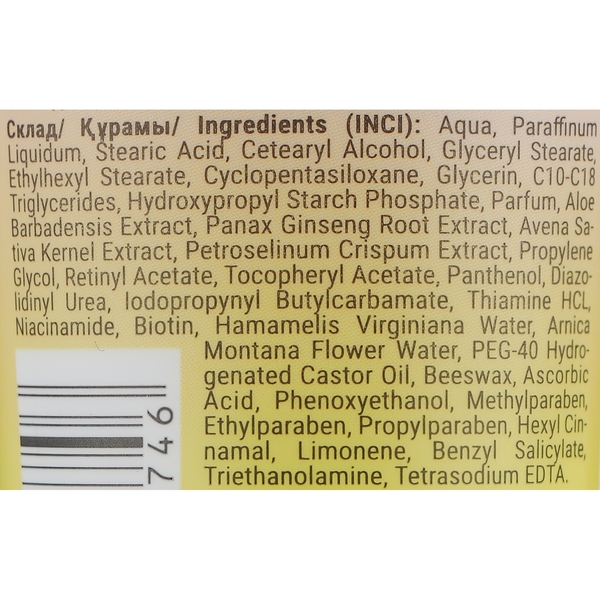 Склад/ Құрамы/ Ingredients (INCI): Aqua, Paraffinum
Liquidum, Stearic Acid, Cetearyl Alcohol, Glyceryl Stearate,
Ethylhexyl Stearate, Cyclopentasiloxane, Glycerin, C10-C18
Triglycerides, Hydroxypropyl Starch Phosphate, Parfum, Aloe
Barbadensis Extract, Panax Ginseng Root Extract, Avena Sa-
tiva Kernel Extract, Petroselinum Crispum Extract, Propylene
Glycol, Retinyl Acetate, Tocopheryl Acetate, Panthenol, Diazo-
lidinyl Urea, Iodopropynyl Butylcarbamate, Thiamine HCL,
Niacinamide, Biotin, Hamamelis Virginiana Water, Arnica
Montana Flower Water, PEG-40 Hydro-
genated Castor Oil, Beeswax, Ascorbic
Acid, Phenoxyethanol, Methylparaben,
Ethylparaben, Propylparaben, Hexyl Cin-
namal, Limonene, Benzyl Salicylate,
Triethanolamine, Tetrasodium EDTA.
746